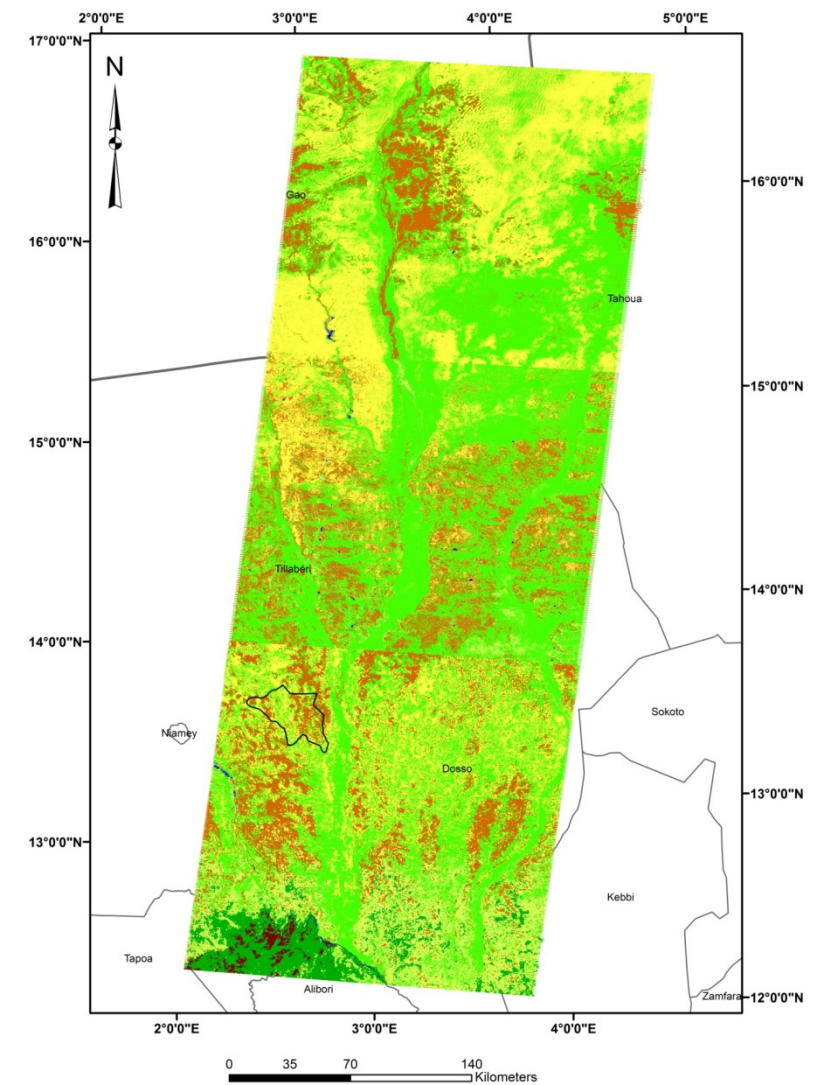 2°0'0"E 3°0'0"E 4°0'0"E 5°0'0"E
17°0'0"N
N
16°0'0"N
Gao
16°0'0"N
Tahoua
15°0'0"N
15°0'0"N
Tillabéri
14°0'0"N
14°0'0"N
Sokoto
Niamey
Dosso
13°0'0"N
13°0'0"N
Kebbi
Tapoa
Alibori
Zamfara
12°0'0"N
2°0'0"E 3°0'0"E 4°0'0"E
0 35 70 140
Kilometers